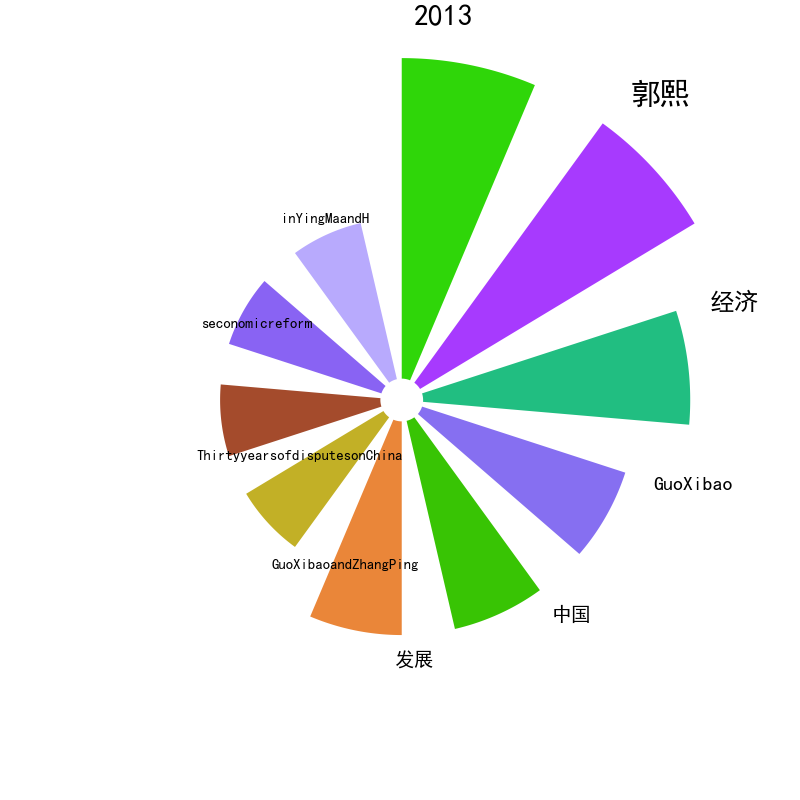 2013
郭熙
经济
inYingMaandH
seconomicreform
ThirtyyearsofdisputesonChina
GuoXibao
GuoXibaoandZhangPing
中国
发展